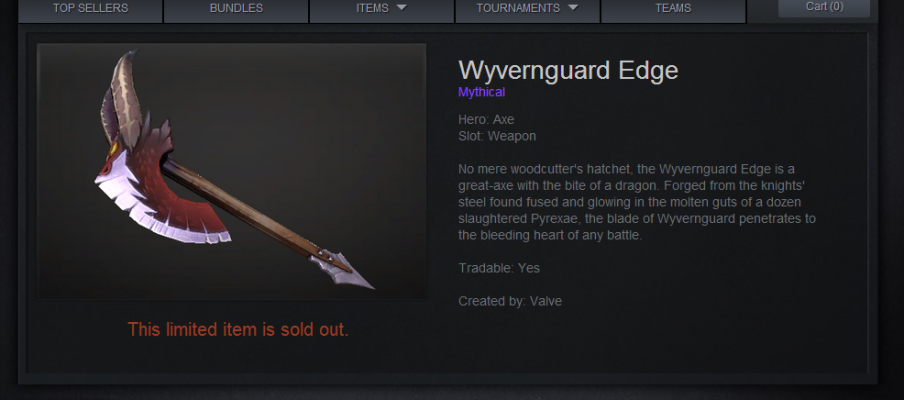 TOP SELLERS
BUNDLES
ITEMS
TOURNAMENTS
TEAMS
Cart (0)
Wyvernguard Edge
Mythical
Hero: Axe
Slot: Weapon
No mere woodcutter's hatchet, the Wyvernguard Edge is a
great-axe with the bite of a dragon. Forged from the knights'
steel found fused and glowing in the molten guts of a dozen
slaughtered Pyrexae, the blade of Wyvernguard penetrates to
the bleeding heart of any battle.
Tradable: Yes
Created by: Valve
This limited item is sold out.